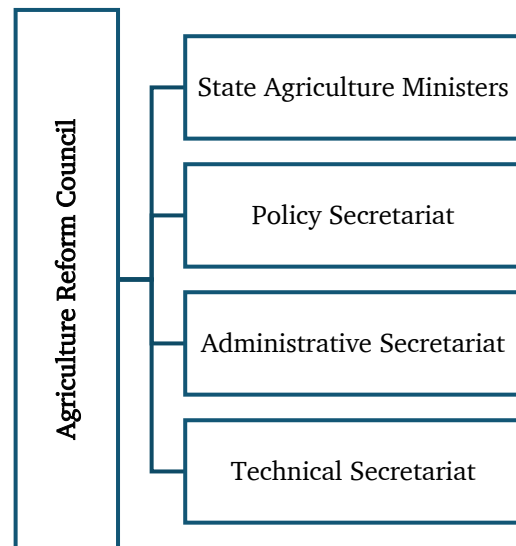 Agriculture Reform Council
State Agriculture Ministers
Policy Secretariat
Administrative Secretariat
Technical Secretariat